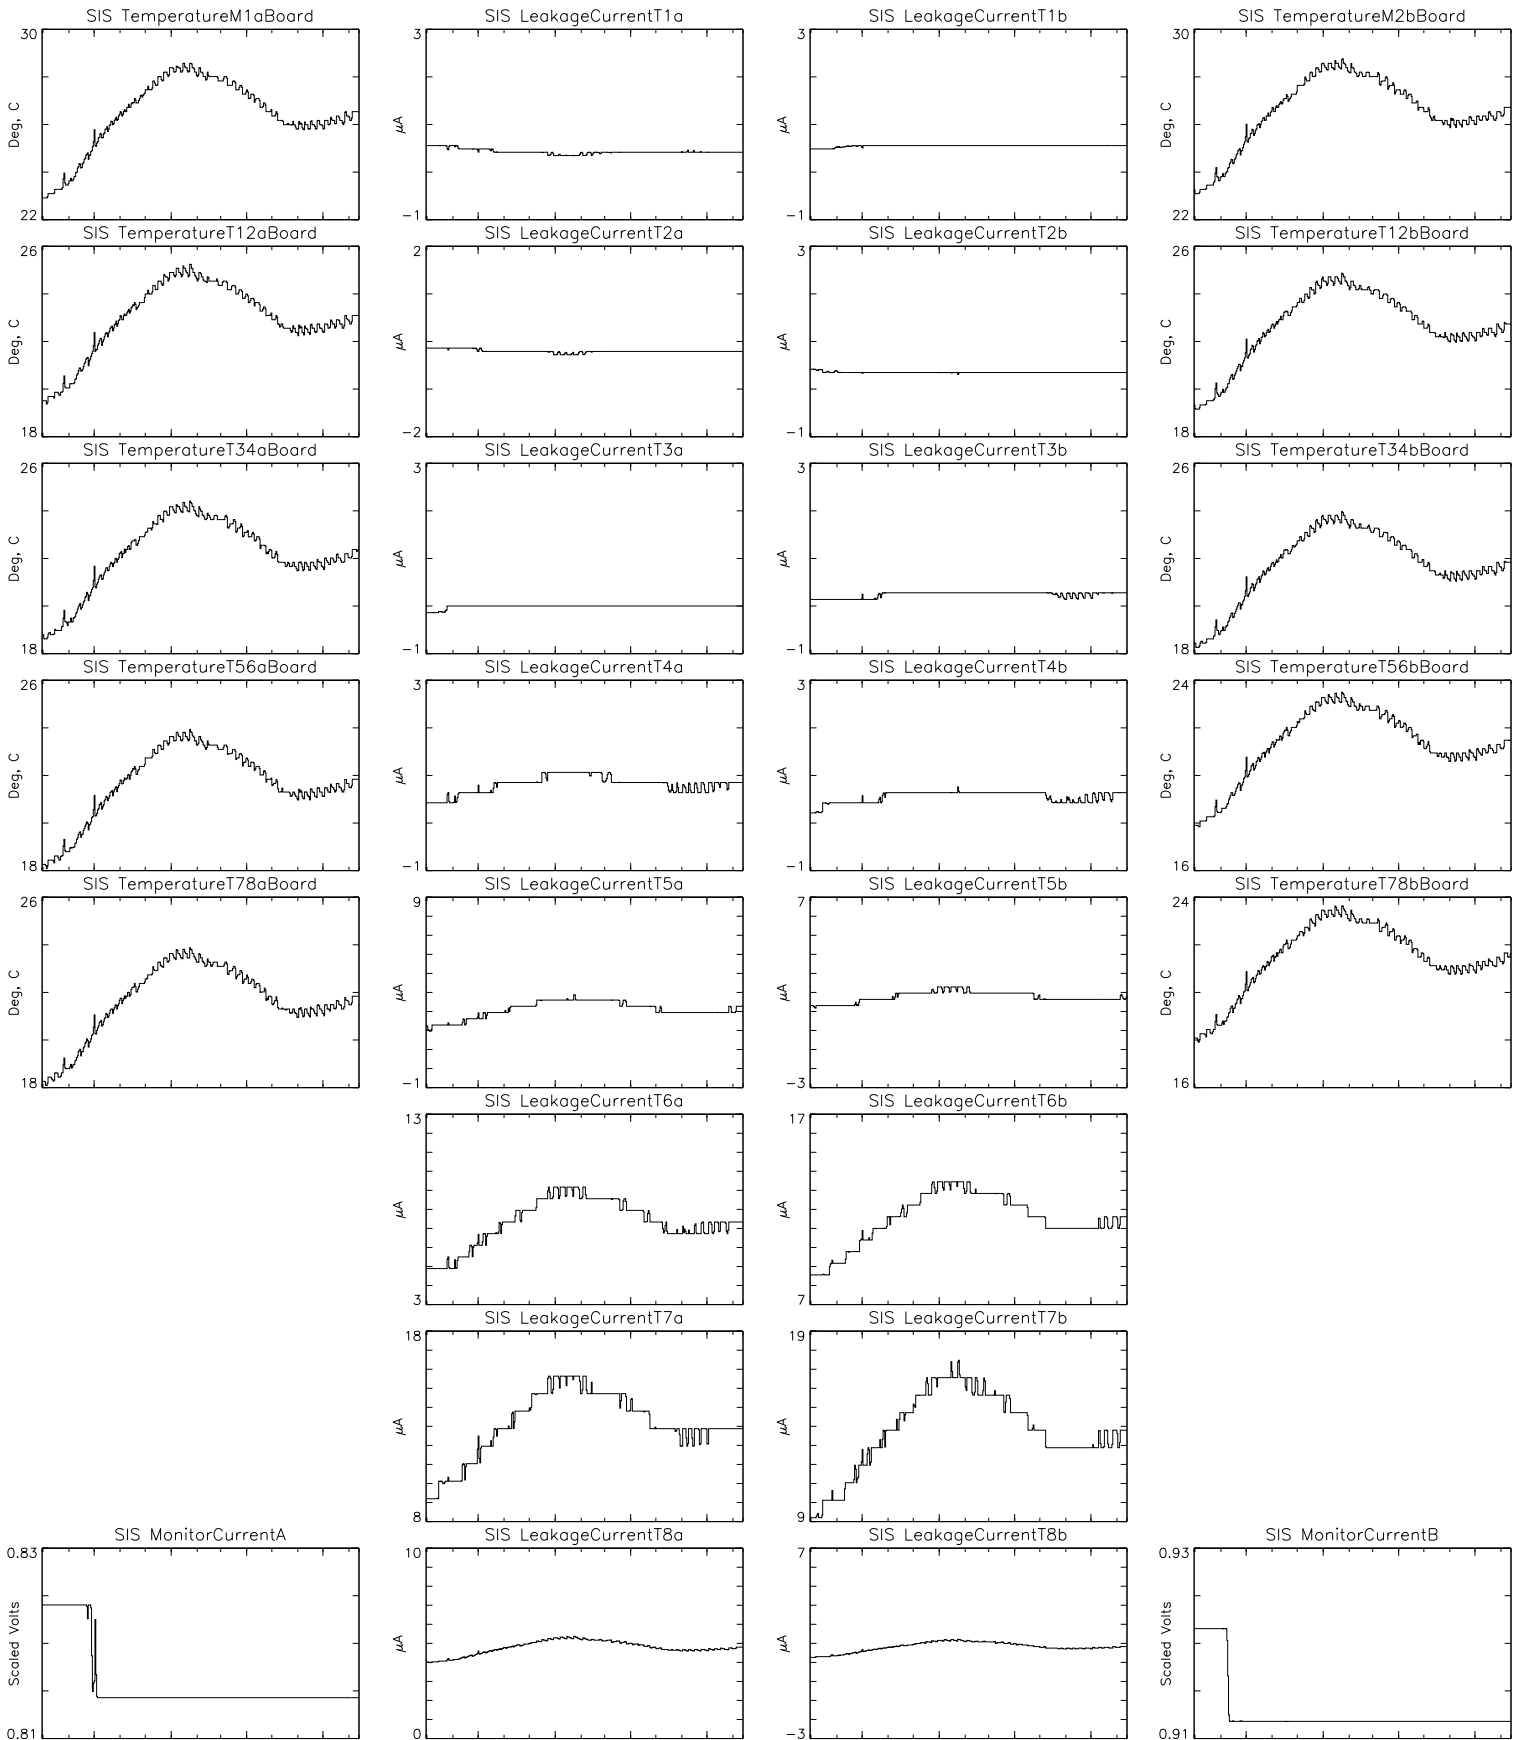 SIS TemperatureM1aBoard
SIS LeakageCurrentT1a
SIS LeakageCurrentT1b
SIS TemperatureM2bBoard
30
Deg, C
22
3
μA
-1
3
μA
-1
30
Deg, C
22
SIS TemperatureT12aBoard
SIS LeakageCurrentT2a
SIS LeakageCurrentT2b
SIS TemperatureT12bBoard
26
Deg, C
18
2
μA
-2
3
μA
-1
26
Deg, C
18
SIS TemperatureT34aBoard
SIS LeakageCurrentT3a
SIS LeakageCurrentT3b
SIS TemperatureT34bBoard
26
Deg, C
18
3
μA
-1
3
μA
-1
26
Deg, C
18
SIS TemperatureT56aBoard
SIS LeakageCurrentT4a
SIS LeakageCurrentT4b
SIS TemperatureT56bBoard
26
Deg, C
18
3
μA
-1
3
μA
-1
24
Deg, C
16
SIS TemperatureT78aBoard
SIS LeakageCurrentT5a
SIS LeakageCurrentT5b
SIS TemperatureT78bBoard
26
Deg, C
18
9
μA
-1
7
μA
-3
24
Deg, C
16
SIS LeakageCurrentT6a
SIS LeakageCurrentT6b
13
μA
3
17
μA
7
SIS LeakageCurrentT7a
SIS LeakageCurrentT7b
18
μA
8
19
μA
9
SIS MonitorCurrentA
SIS LeakageCurrentT8a
SIS LeakageCurrentT8b
SIS MonitorCurrentB
0.83
Scaled Volts
0.81
10
μA
0
7
μA
-3
0.93
Scaled Volts
0.91